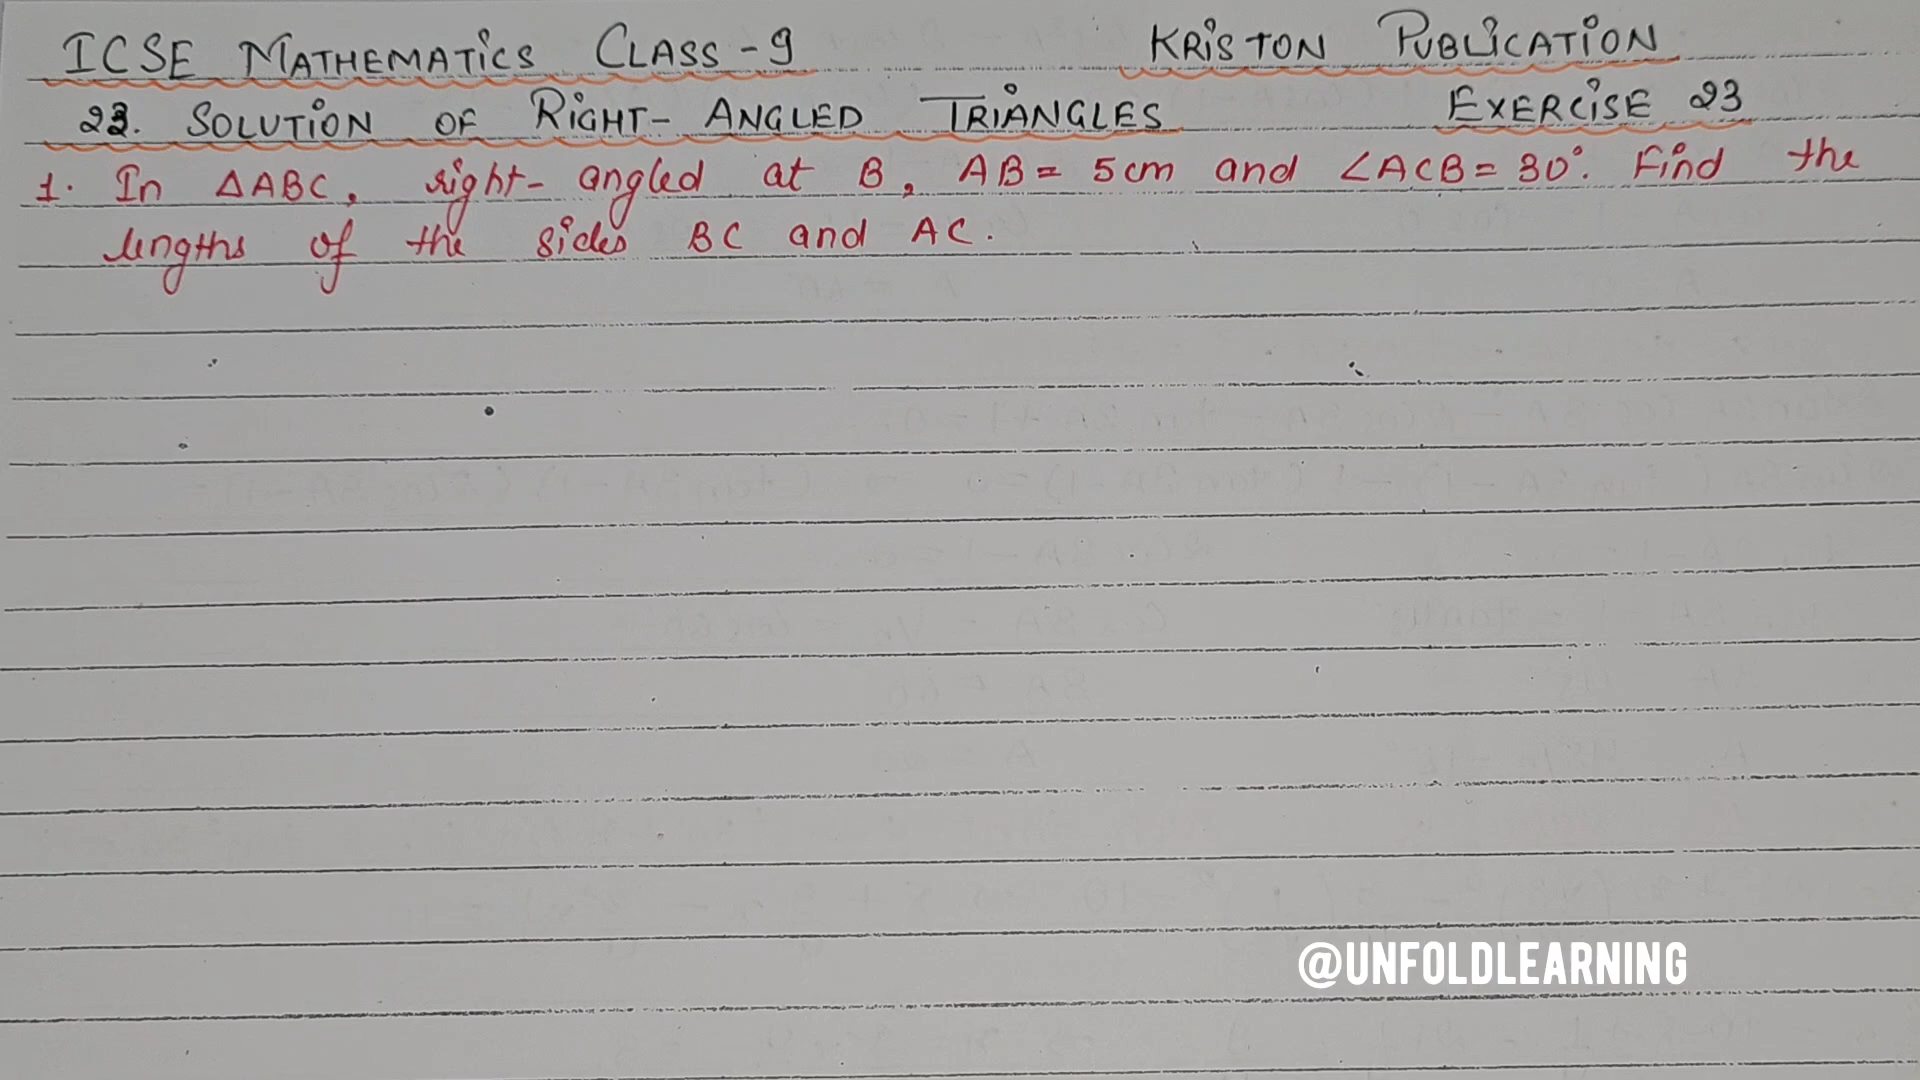 ICSE MATHEMATICS CLASS-9 KRISTON PUBLICATION
23. SOLUTION OF RIGHT-ANGLED TRIANGLES EXERCISE 23
1. In ΔABC, right-angled at B, AB = 5cm and ∠ACB = 30°. Find the
lengths of the sides BC and AC.
@UNFOLDLEARNING